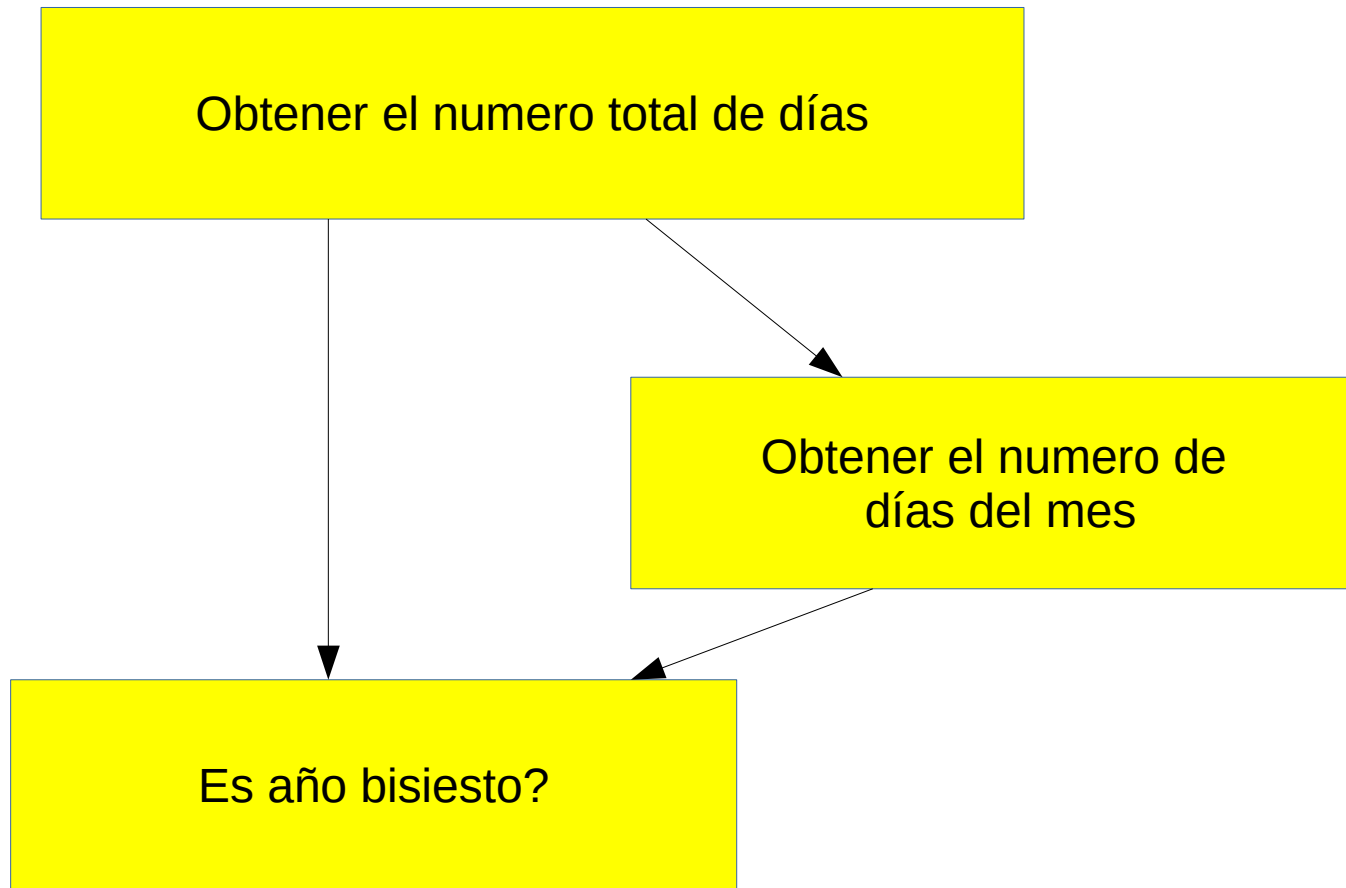 Obtener el numero total de días
Obtener el numero de
días del mes
Es año bisiesto?